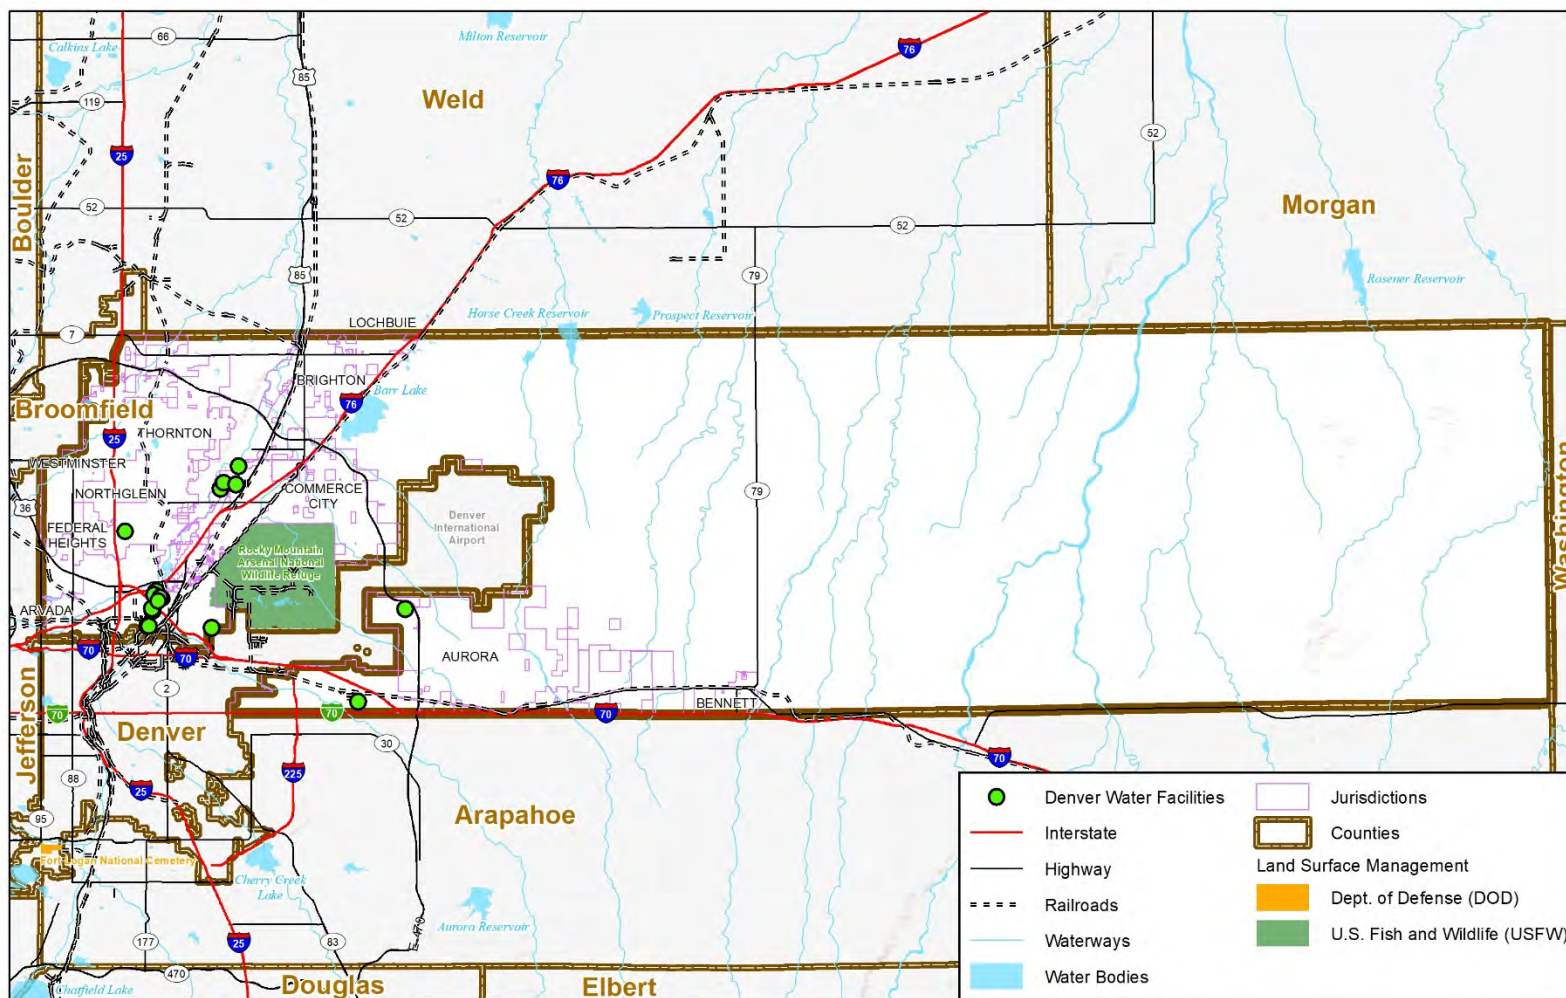 66
Calkins Lake
Milton Reservoir
76
85
Weld
119
52
25
Boulder
76
Morgan
52
52
52
85
79
Rosener Reservoir
Horse Creek Reservoir
Prospect Reservoir
LOCHBUIE
7
BRIGHTON
Barr Lake
76
Broomfield
25
THORNTON
WESTMINSTER
NORTHGLENN
COMMERCE
CITY
79
36
Denver
International
Airport
FEDERAL
HEIGHTS
Rocky Mountain
Arsenal National
Wildlife Refuge
Washington
ARVADA
70
70
AURORA
2
Jefferson
BENNETT
70
70
70
Denver
30
70
88
225
25
95
Arapahoe
Fort Logan National Cemetery
Cherry Creek
Lake
Aurora Reservoir
E-470
177
25
83
470
Chatfield Lake
Douglas
Elbert
Denver Water Facilities
Interstate
Highway
Railroads
Waterways
Water Bodies
Jurisdictions
Counties
Land Surface Management
Dept. of Defense (DOD)
U.S. Fish and Wildlife (USFW)